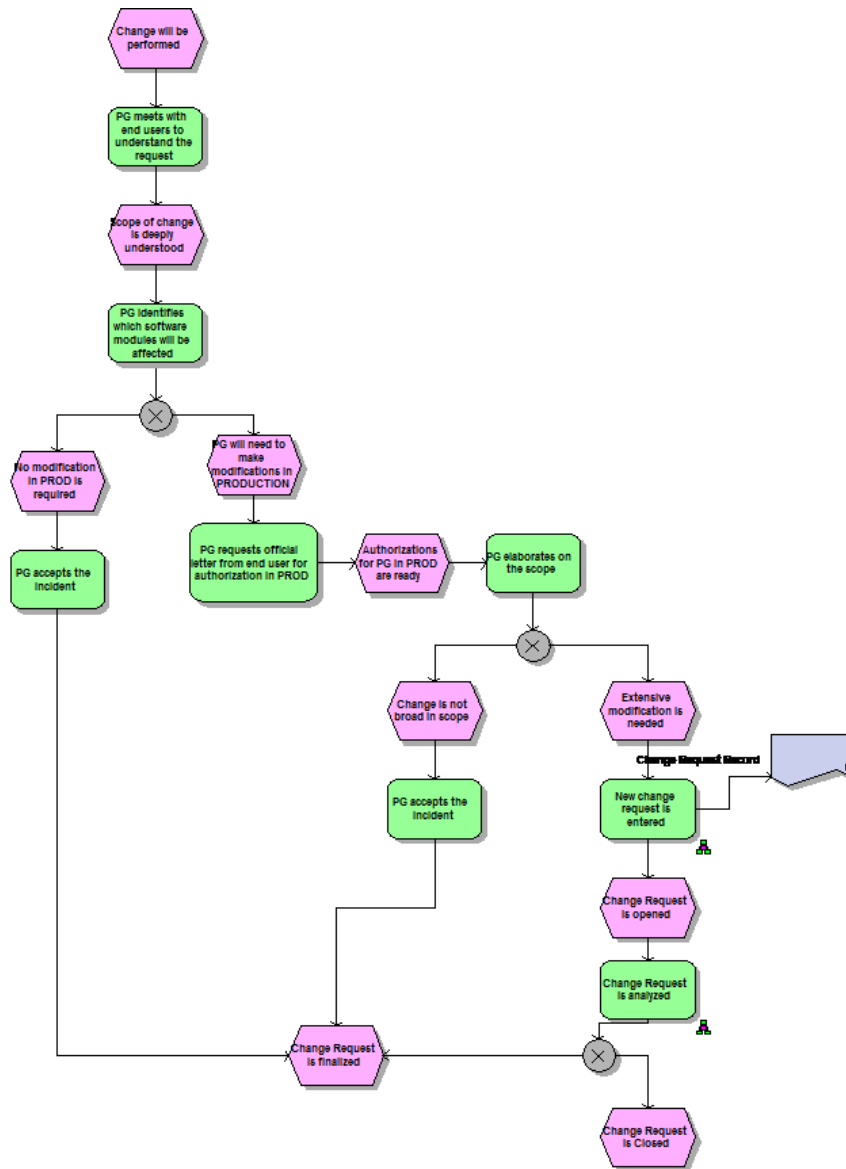 Change will be
performed
PG meets with
end users to
understand the
request
Scope of change
is deeply
understood
PG identifies
which software
modules will be
affected
No modification
in PROD is
required
PG will need to
make
modifications in
PRODUCTION
PG accepts the
incident
PG requests official
letter from end user for
authorization in PROD
Authorizations
for PG in PROD
are ready
PG elaborates on
the scope
Change is not
broad in scope
Extensive
modification is
needed
Change Request Record
PG accepts the
incident
New change
request is
entered
Change Request
is opened
Change Request
is analyzed
Change Request
is finalized
Change Request
is Closed